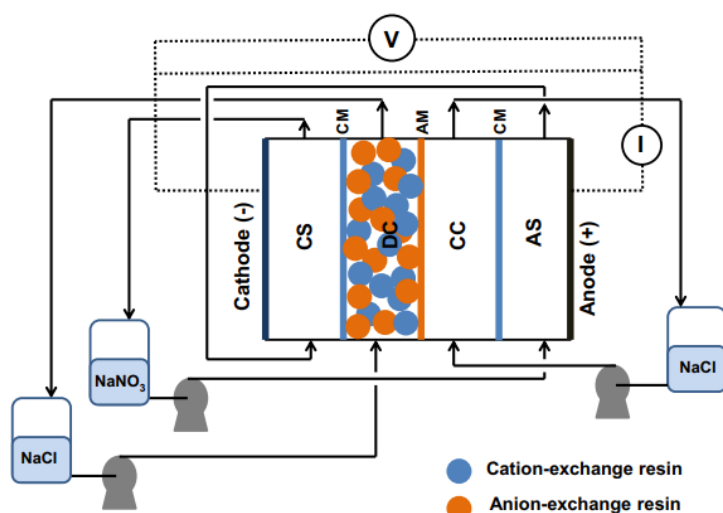 V
CM
AM
CM
I
Cathode (-)
CS
DC
CC
AS
Anode (+)
NaNO3
NaCl
NaCl
Cation-exchange resin
Anion-exchange resin